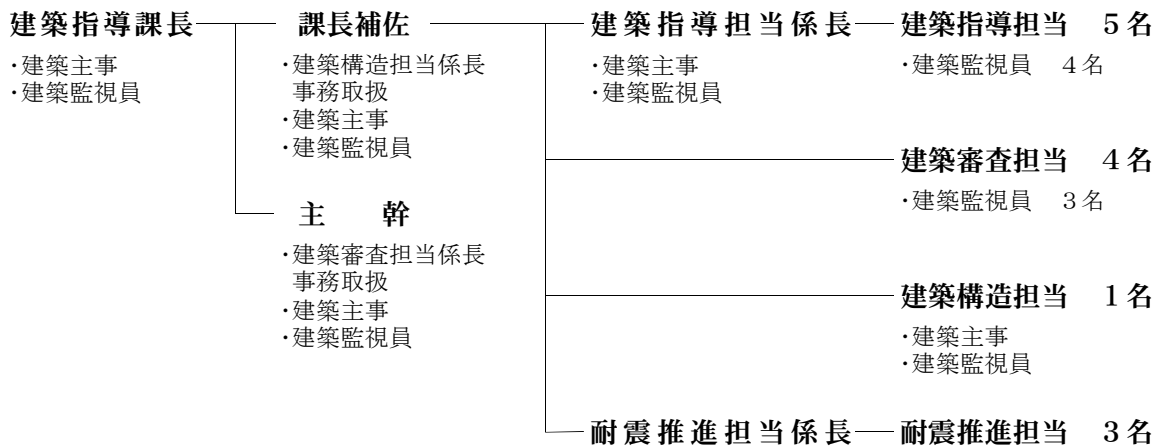 建築指導課長
・建築主事
・建築監視員
課長補佐
・建築構造担当係長
事務取扱
・建築主事
・建築監視員
主　　幹
・建築審査担当係長
事務取扱
・建築主事
・建築監視員
建築指導担当係長
・建築主事
・建築監視員
建築指導担当　５名
・建築監視員　４名
建築審査担当　４名
・建築監視員　３名
建築構造担当　１名
・建築主事
・建築監視員
耐震推進担当係長
耐震推進担当　３名